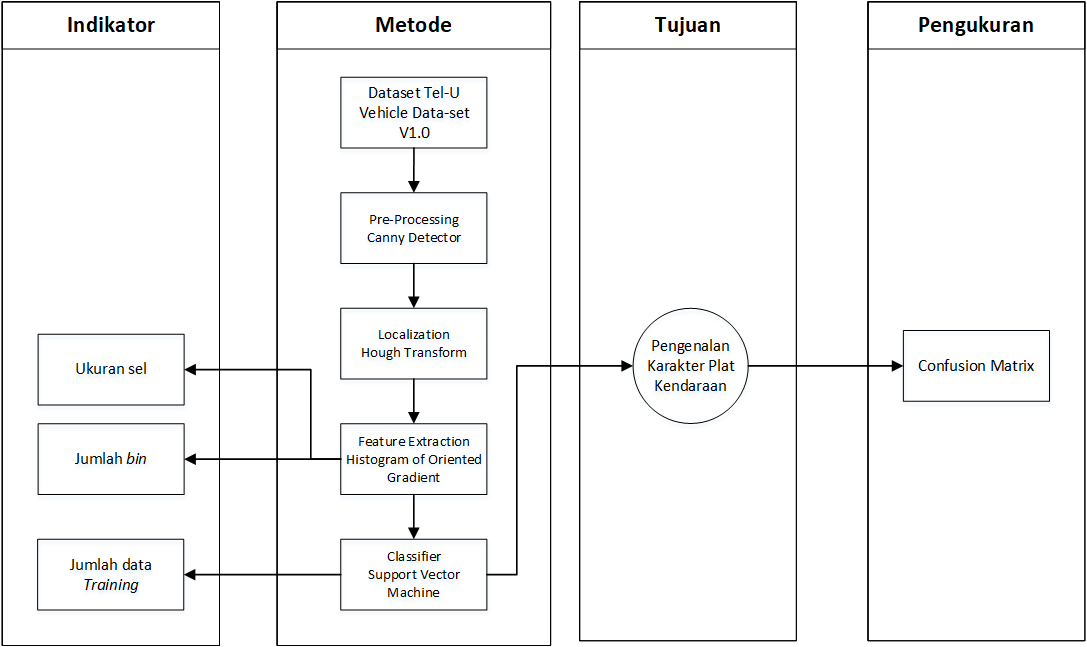 Indikator
Metode
Tujuan
Pengukuran
Dataset Tel-U
Vehicle Data-set
V1.0
Pre-Processing
Canny Detector
Localization
Hough Transform
Feature Extraction
Histogram of Oriented
Gradient
Classifier
Support Vector
Machine
Ukuran sel
Jumlah bin
Jumlah data
Training
Pengenalan
Karakter Plat
Kendaraan
Confusion Matrix